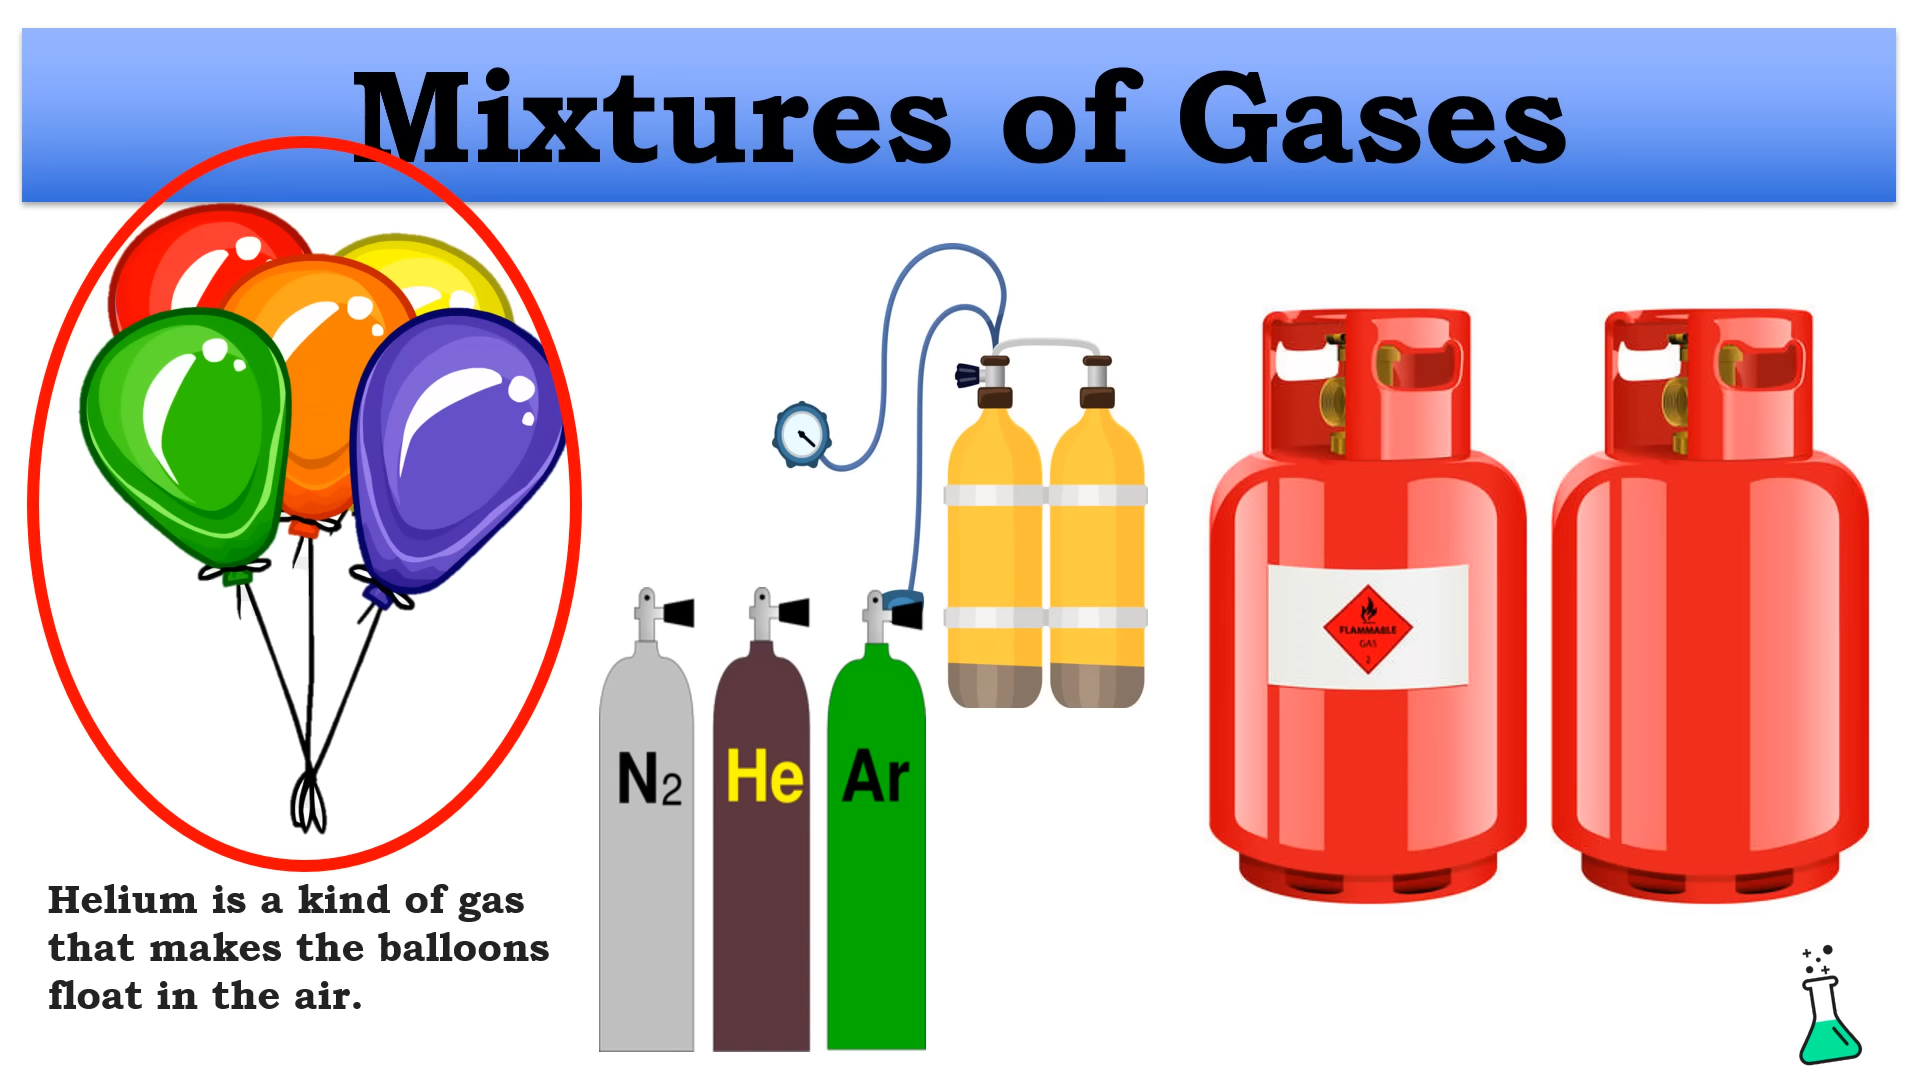 Mixtures of Gases
N2
He
Ar
FLAMMABLE
GAS
2
Helium is a kind of gas
that makes the balloons
float in the air.